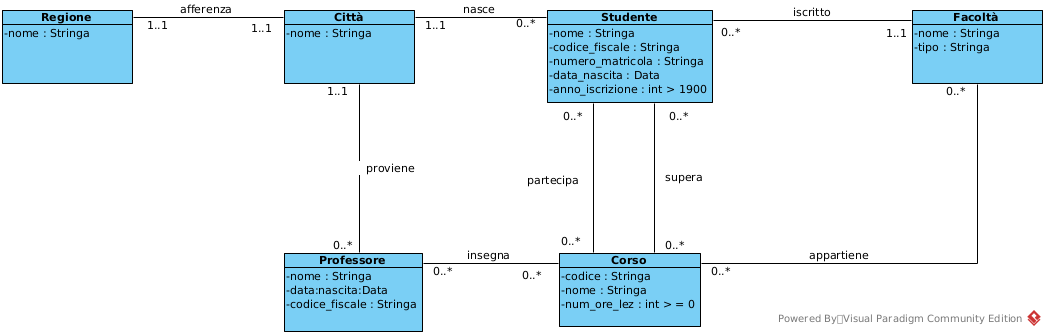 afferenza
nasce
iscritto
Regione
-nome : Stringa
1..1
1..1
Città
-nome : Stringa
1..1
0..*
Studente
-nome : Stringa
-codice_fiscale : Stringa
-numero_matricola : Stringa
-data_nascita : Data
-anno_iscrizione : int > 1900
0..*
1..1
Facoltà
-nome : Stringa
-tipo : Stringa
1..1
0..*
0..*
0..*
proviene
partecipa
supera
0..*
0..*
0..*
Professore
-nome : Stringa
-data:nascita:Data
-codice_fiscale : Stringa
insegna
0..*
0..*
Corso
-codice : Stringa
-nome : Stringa
-num_ore_lez : int > = 0
appartiene
0..*
Powered By▯Visual Paradigm Community Edition